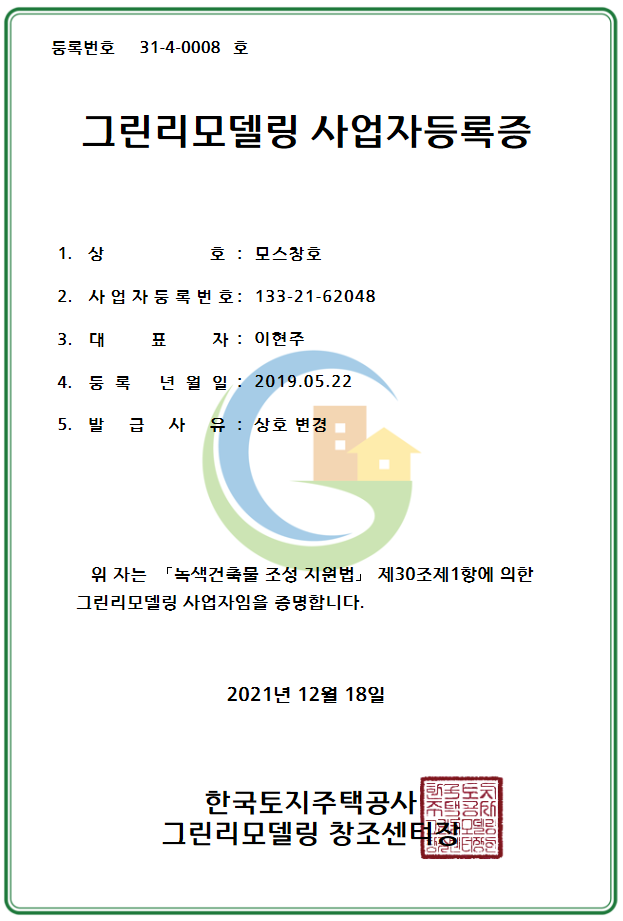 등록번호 31-4-0008 호
그린리모델링 사업자등록증
1. 상 호 : 모스창호
2. 사 업 자 등 록 번 호 : 133-21-62048
3. 대 표 자 : 이현주
4. 등 록 년 월 일 : 2019.05.22
5. 발 급 사 유 : 상호 변경
위 자는 「녹색건축물 조성 지원법」 제30조제1항에 의한
그린리모델링 사업자임을 증명합니다.
2021년 12월 18일
한국토지주택공사
그린리모델링 창조센터장